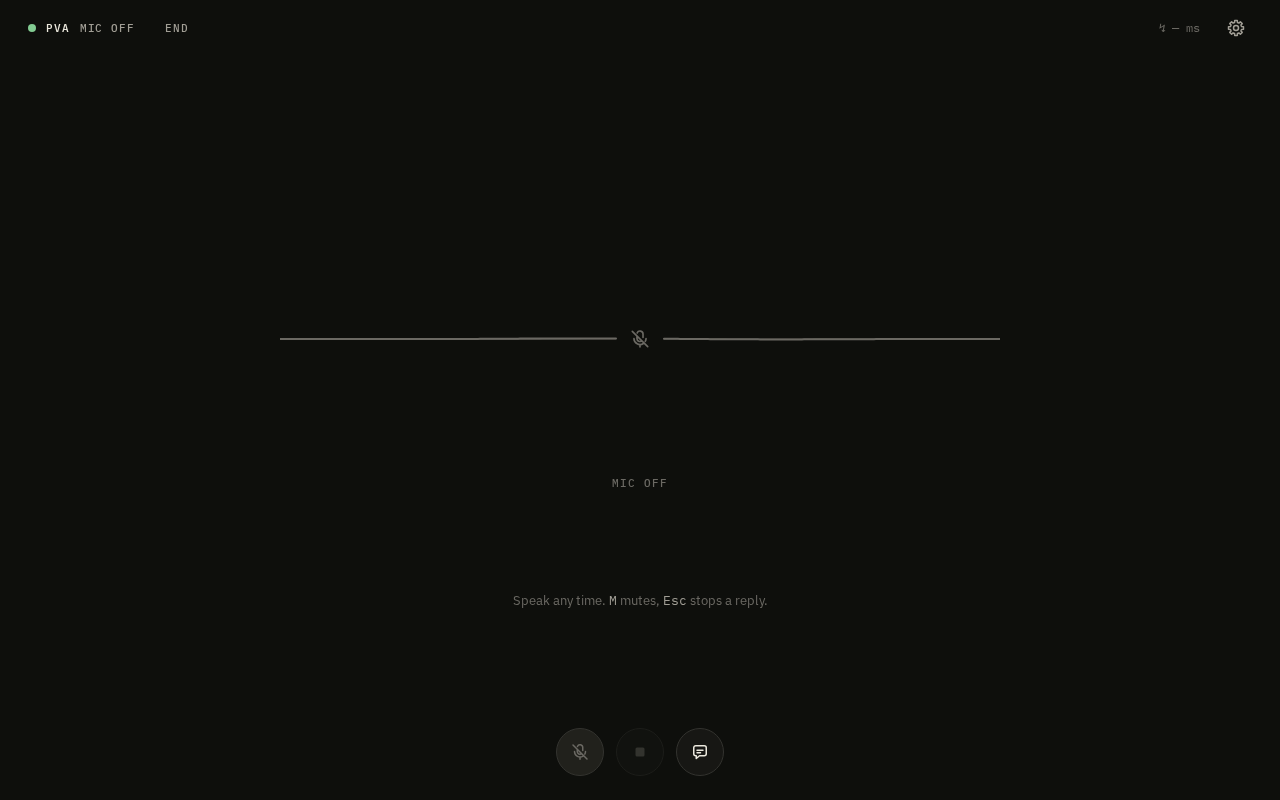 PVA MIC OFF END
↯ — ms
MIC OFF
Speak any time. M mutes, Esc stops a reply.